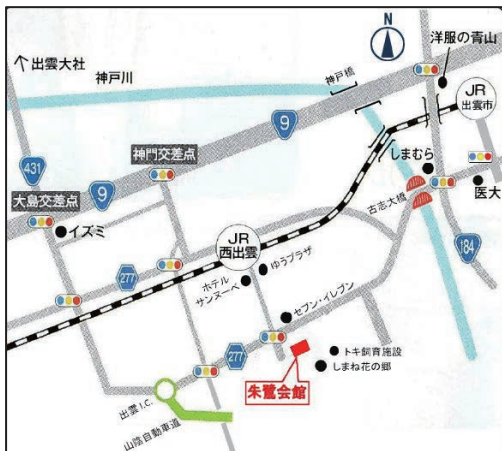 N
洋服の青山
出雲大社
神戸川
神戸橋
JR
出雲市
9
431
神門交差点
しまむら
9
大島交差点
医大
イズミ
古志大橋
JR
西出雲
184
277
ゆうプラザ
ホテル
サンヌーベ
セブン・イレブン
277
トキ飼育施設
しまね花の郷
朱鷺会館
出雲I.C.
山陰自動車道